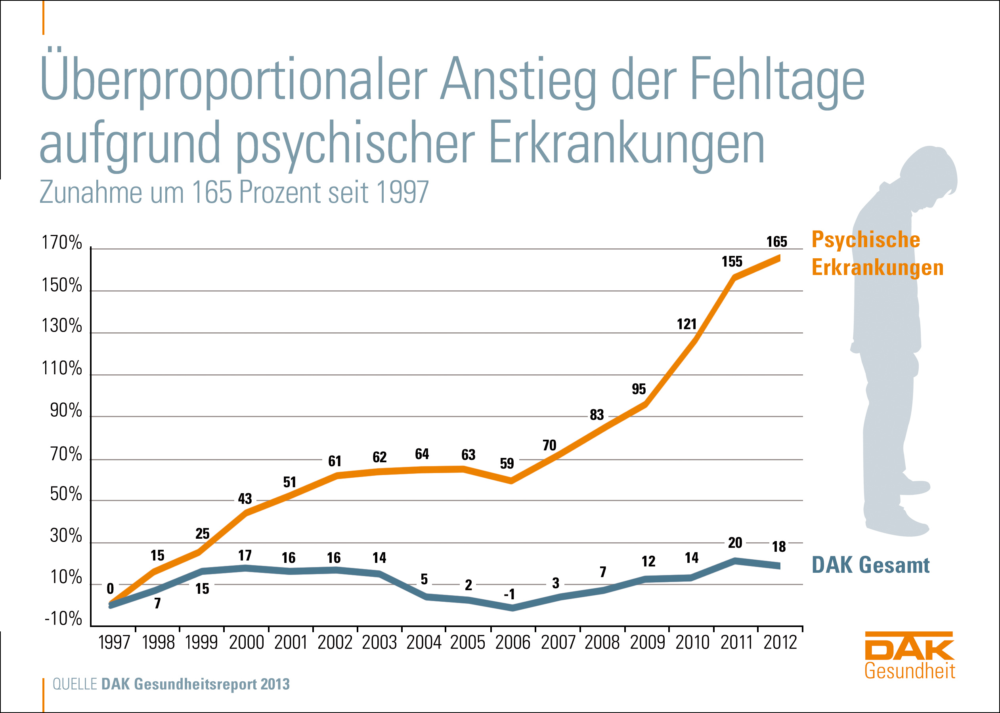 Überproportionaler Anstieg der Fehltage
aufgrund psychischer Erkrankungen
Zunahme um 165 Prozent seit 1997
170%
150%
130%
110%
90%
70%
50%
30%
10%
-10%
Psychische
Erkrankungen
0 15 25 43 51 61 62 64 63 59 70 83 95 121 155 165
DAK Gesamt
7 15 17 16 16 14 5 2 -1 3 7 12 14 20 18
1997 1998 1999 2000 2001 2002 2003 2004 2005 2006 2007 2008 2009 2010 2011 2012
DAK
Gesundheit
QUELLE DAK Gesundheitsreport 2013